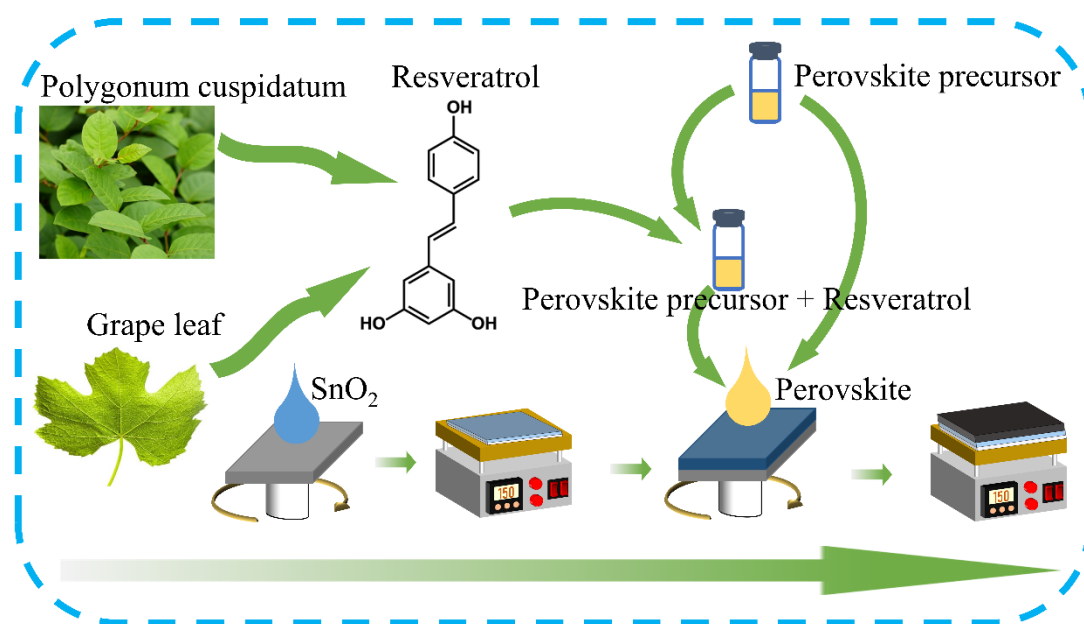 Polygonum cuspidatum
Resveratrol
Perovskite precursor
OH
HO
OH
Perovskite precursor + Resveratrol
Grape leaf
SnO₂
Perovskite
150
150